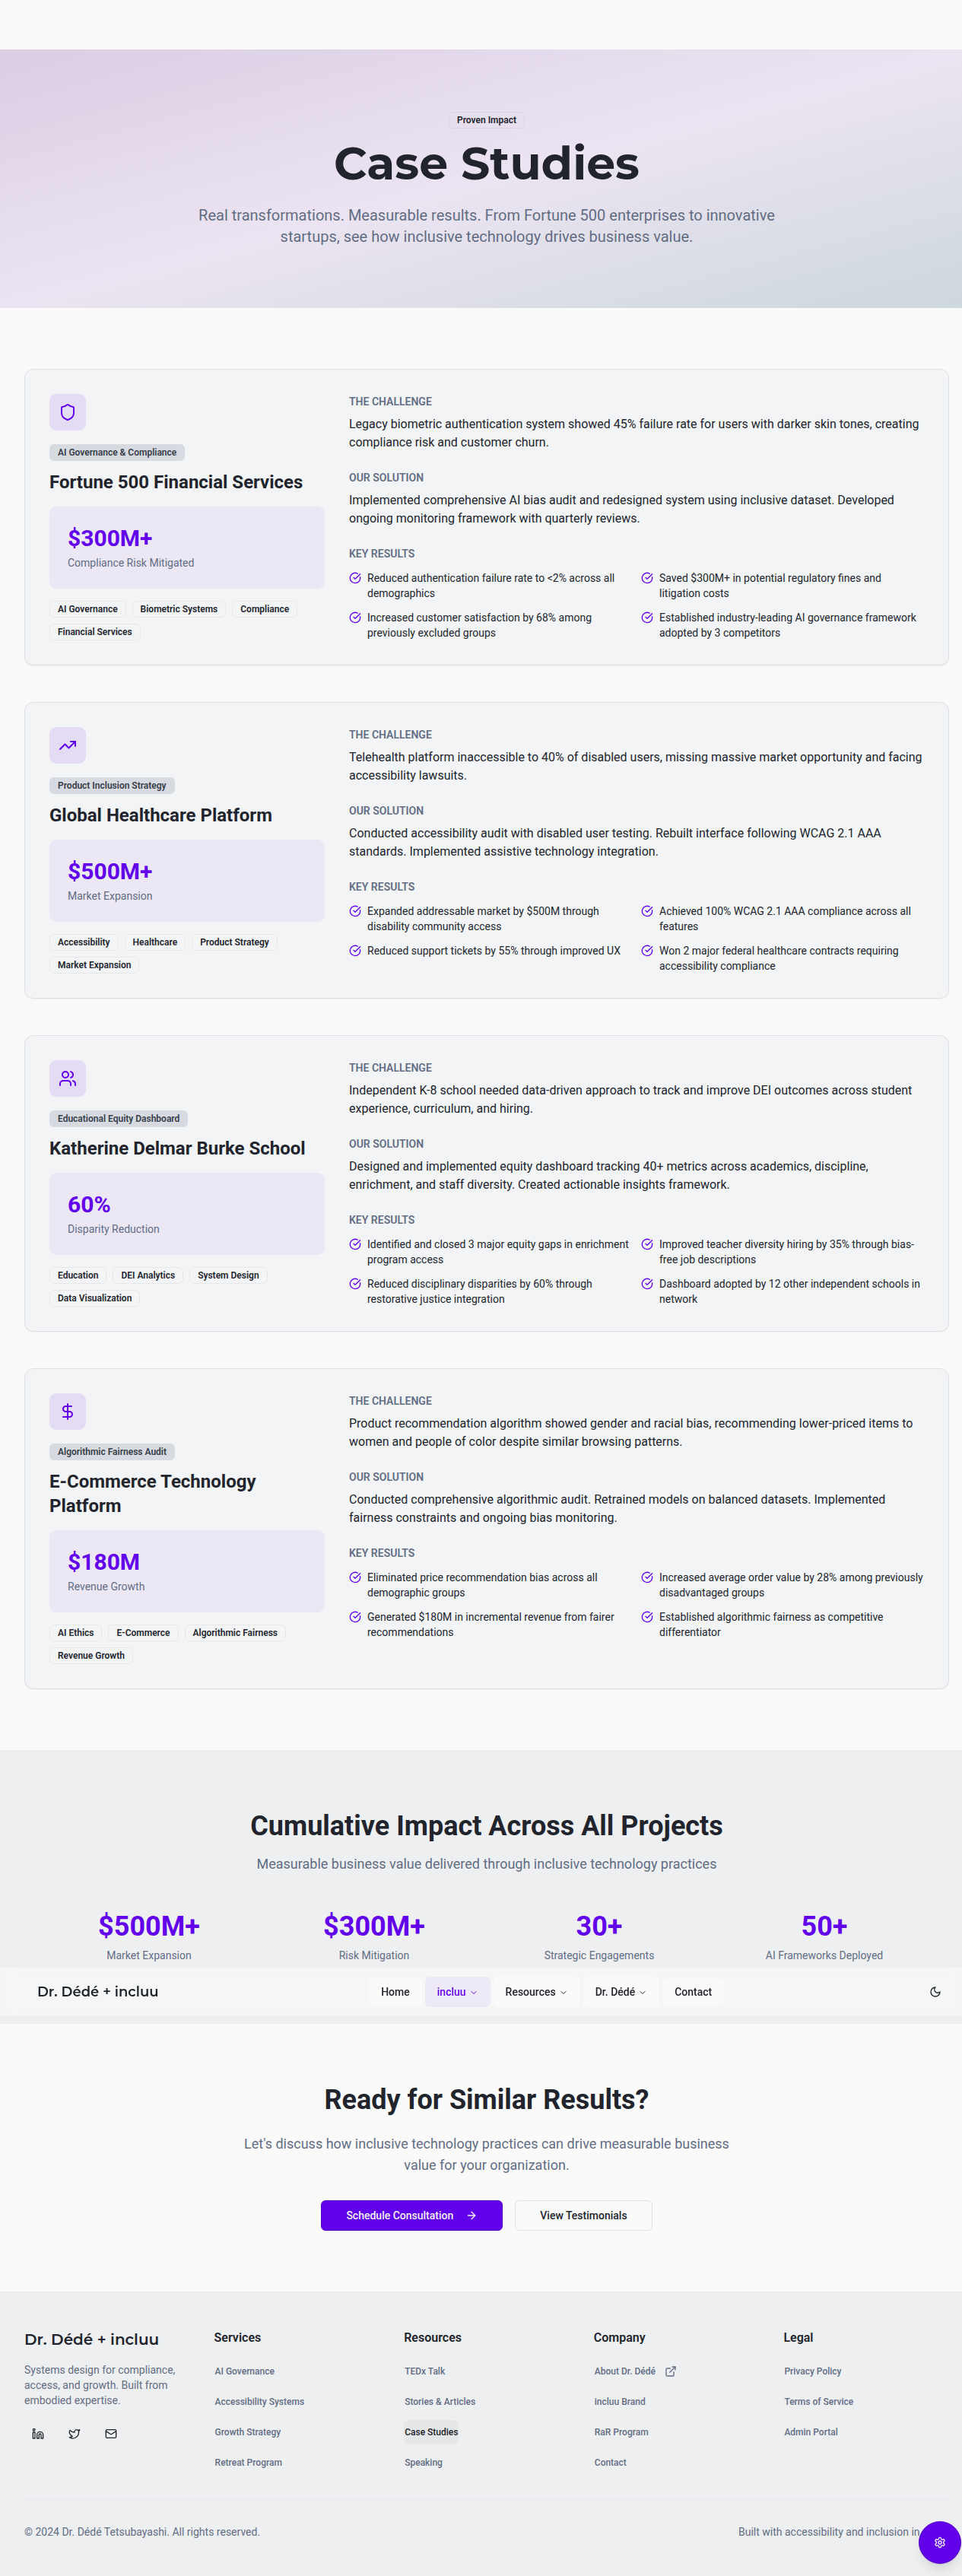 Proven Impact
Case Studies
Real transformations. Measurable results. From Fortune 500 enterprises to innovative
startups, see how inclusive technology drives business value.
AI Governance & Compliance
Fortune 500 Financial Services
$300M+
Compliance Risk Mitigated
AI Governance
Biometric Systems
Compliance
Financial Services
THE CHALLENGE
Legacy biometric authentication system showed 45% failure rate for users with darker skin tones, creating
compliance risk and customer churn.
OUR SOLUTION
Implemented comprehensive AI bias audit and redesigned system using inclusive dataset. Developed
ongoing monitoring framework with quarterly reviews.
KEY RESULTS
Reduced authentication failure rate to <2% across all
demographics
Saved $300M+ in potential regulatory fines and
litigation costs
Increased customer satisfaction by 68% among
previously excluded groups
Established industry-leading AI governance framework
adopted by 3 competitors
Product Inclusion Strategy
Global Healthcare Platform
$500M+
Market Expansion
Accessibility
Healthcare
Product Strategy
Market Expansion
THE CHALLENGE
Telehealth platform inaccessible to 40% of disabled users, missing massive market opportunity and facing
accessibility lawsuits.
OUR SOLUTION
Conducted accessibility audit with disabled user testing. Rebuilt interface following WCAG 2.1 AAA
standards. Implemented assistive technology integration.
KEY RESULTS
Expanded addressable market by $500M through
disability community access
Achieved 100% WCAG 2.1 AAA compliance across all
features
Reduced support tickets by 55% through improved UX
Won 2 major federal healthcare contracts requiring
accessibility compliance
Educational Equity Dashboard
Katherine Delmar Burke School
60%
Disparity Reduction
Education
DEI Analytics
System Design
Data Visualization
THE CHALLENGE
Independent K-8 school needed data-driven approach to track and improve DEI outcomes across student
experience, curriculum, and hiring.
OUR SOLUTION
Designed and implemented equity dashboard tracking 40+ metrics across academics, discipline,
enrichment, and staff diversity. Created actionable insights framework.
KEY RESULTS
Identified and closed 3 major equity gaps in enrichment
program access
Improved teacher diversity hiring by 35% through bias-
free job descriptions
Reduced disciplinary disparities by 60% through
restorative justice integration
Dashboard adopted by 12 other independent schools in
network
Algorithmic Fairness Audit
E-Commerce Technology
Platform
$180M
Revenue Growth
AI Ethics
E-Commerce
Algorithmic Fairness
Revenue Growth
THE CHALLENGE
Product recommendation algorithm showed gender and racial bias, recommending lower-priced items to
women and people of color despite similar browsing patterns.
OUR SOLUTION
Conducted comprehensive algorithmic audit. Retrained models on balanced datasets. Implemented
fairness constraints and ongoing bias monitoring.
KEY RESULTS
Eliminated price recommendation bias across all
demographic groups
Increased average order value by 28% among previously
disadvantaged groups
Generated $180M in incremental revenue from fairer
recommendations
Established algorithmic fairness as competitive
differentiator
Cumulative Impact Across All Projects
Measurable business value delivered through inclusive technology practices
$500M+
Market Expansion
$300M+
Risk Mitigation
30+
Strategic Engagements
50+
AI Frameworks Deployed
Dr. Dédé + incluu
Home
incluu
Resources
Dr. Dédé
Contact
Ready for Similar Results?
Let's discuss how inclusive technology practices can drive measurable business
value for your organization.
Schedule Consultation
View Testimonials
Dr. Dédé + incluu
Systems design for compliance,
access, and growth. Built from
embodied expertise.
Services
AI Governance
Accessibility Systems
Growth Strategy
Retreat Program
Resources
TEDx Talk
Stories & Articles
Case Studies
Speaking
Company
About Dr. Dédé
incluu Brand
RaR Program
Contact
Legal
Privacy Policy
Terms of Service
Admin Portal
© 2024 Dr. Dédé Tetsubayashi. All rights reserved.
Built with accessibility and inclusion in